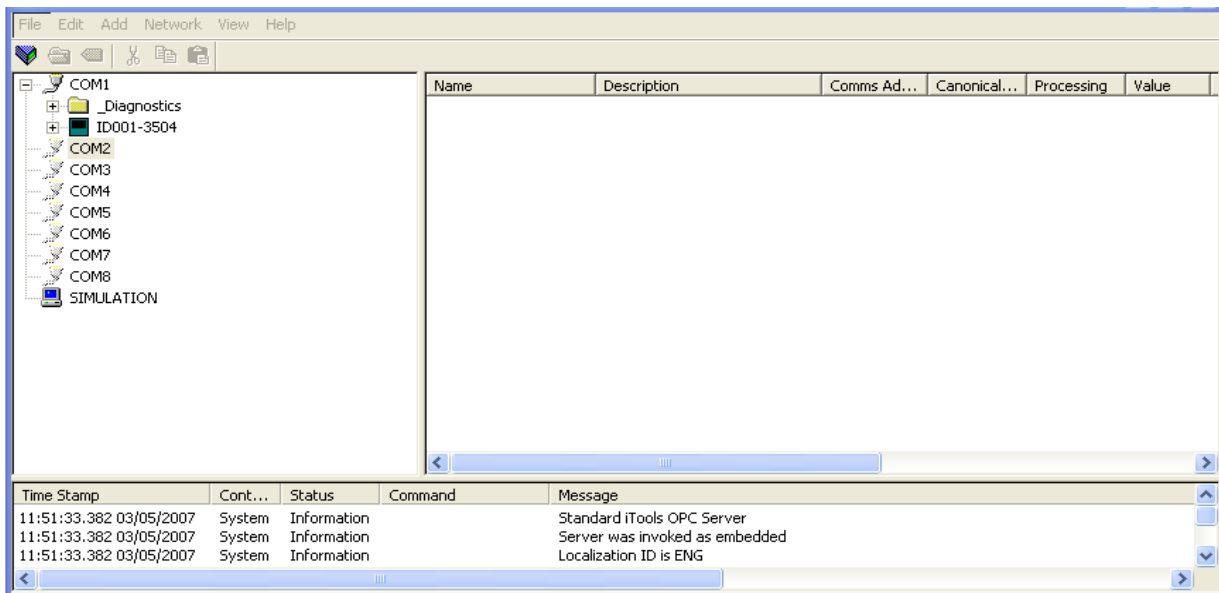 File Edit Add Network View Help
COM1
_Diagnostics
ID001-3504
COM2
COM3
COM4
COM5
COM6
COM7
COM8
SIMULATION
Name Description Comms Ad... Canonical... Processing Value
Time Stamp Cont... Status Command Message
11:51:33.382 03/05/2007 System Information Standard iTools OPC Server
11:51:33.382 03/05/2007 System Information Server was invoked as embedded
11:51:33.382 03/05/2007 System Information Localization ID is ENG